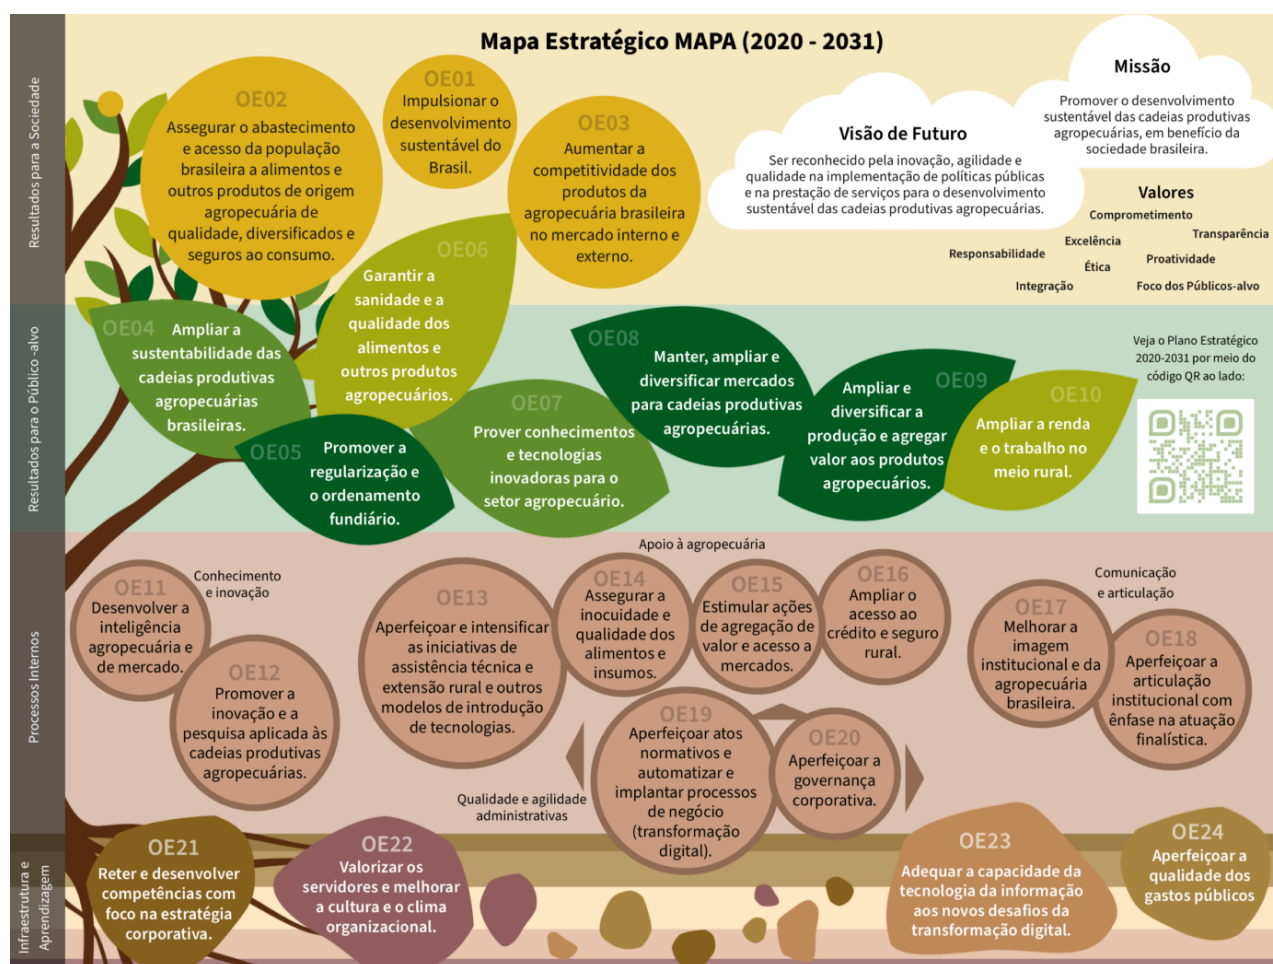 Mapa Estratégico MAPA (2020 - 2031)
Resultados para a Sociedade
OE01
Impulsionar o
desenvolvimento
sustentável do
Brasil.
OE02
Assegurar o abastecimento
e acesso da população
brasileira a alimentos e
outros produtos de origem
agropecuária de
qualidade, diversificados e
seguros ao consumo.
OE03
Aumentar a
competitividade dos
produtos da
agropecuária brasileira
no mercado interno e
externo.
Visão de Futuro
Ser reconhecido pela inovação, agilidade e
qualidade na implementação de políticas públicas
e na prestação de serviços para o desenvolvimento
sustentável das cadeias produtivas agropecuárias.
Missão
Promover o desenvolvimento
sustentável das cadeias produtivas
agropecuárias, em benefício da
sociedade brasileira.
Valores
Comprometimento
Transparência
Excelência
Responsabilidade
Proatividade
Ética
Integração
Foco dos Públicos-alvo
Resultados para o Público -alvo
OE04
Ampliar a
sustentabilidade das
cadeias produtivas
agropecuárias
brasileiras.
OE05
Promover a
regularização e
o ordenamento
fundiário.
OE06
Garantir a
sanidade e a
qualidade dos
alimentos e
outros produtos
agropecuários.
OE07
Prover conhecimentos
e tecnologias
inovadoras para o
setor agropecuário.
OE08
Manter, ampliar e
diversificar mercados
para cadeias produtivas
agropecuárias.
OE09
Ampliar e
diversificar a
produção e agregar
valor aos produtos
agropecuários.
OE10
Ampliar a renda
e o trabalho no
meio rural.
Veja o Plano Estratégico
2020-2031 por meio do
código QR ao lado:
Processos Internos
Conhecimento
e inovação
OE11
Desenvolver a
inteligência
agropecuária e
de mercado.
OE12
Promover a
inovação e a
pesquisa aplicada às
cadeias produtivas
agropecuárias.
Apoio à agropecuária
OE13
Aperfeiçoar e intensificar
as iniciativas de
assistência técnica e
extensão rural e outros
modelos de introdução
de tecnologias.
OE14
Assegurar a
inocuidade e
qualidade dos
alimentos e
insumos.
OE15
Estimular ações
de agregação de
valor e acesso a
mercados.
OE16
Ampliar o
acesso ao
crédito e seguro
rural.
Comunicação
e articulação
OE17
Melhorar a
imagem
institucional e da
agropecuária
brasileira.
OE18
Aperfeiçoar a
articulação
institucional com
ênfase na atuação
finalística.
Qualidade e agilidade
administrativas
OE19
Aperfeiçoar atos
normativos e
automatizar e
implantar processos
de negócio
(transformação
digital).
OE20
Aperfeiçoar a
governança
corporativa.
Infraestrutura e
Aprendizagem
OE21
Reter e desenvolver
competências com
foco na estratégia
corporativa.
OE22
Valorizar os
servidores e melhorar
a cultura e o clima
organizacional.
OE23
Adequar a capacidade da
tecnologia da informação
aos novos desafios da
transformação digital.
OE24
Aperfeiçoar a
qualidade dos
gastos públicos